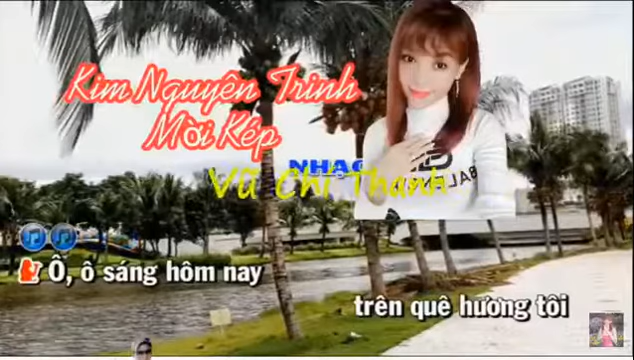 Kim Nguyên Trinh
Mời Kép
NHẠC
Vũ Chí Thanh
Ồ, ồ sáng hôm nay
trên quê hương tôi